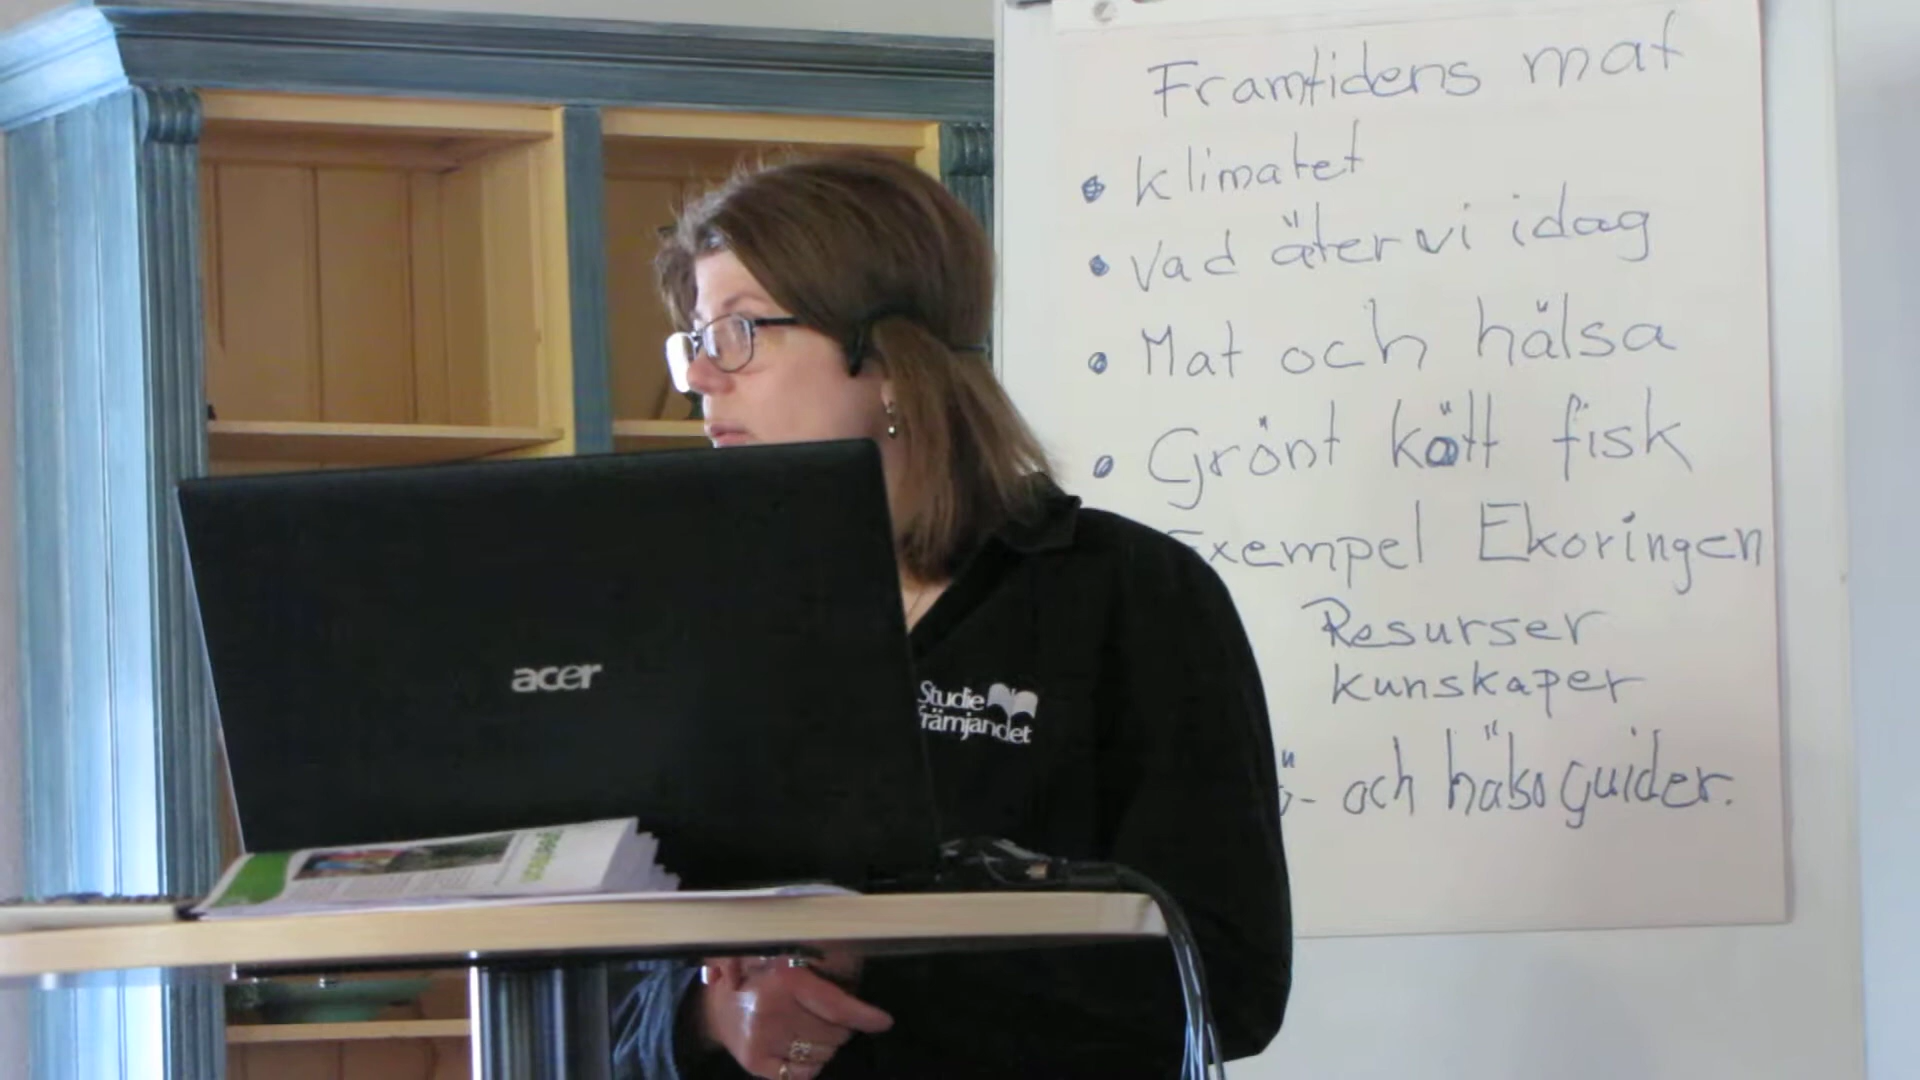 Framtidens mat
• klimatet
• Vad äter vi idag
• Mat och hälsa
• Grönt kött fisk
Exempel Ekoringen
Resurser
kunskaper
ö- och hälsoguider.
acer
Studie
främjandet